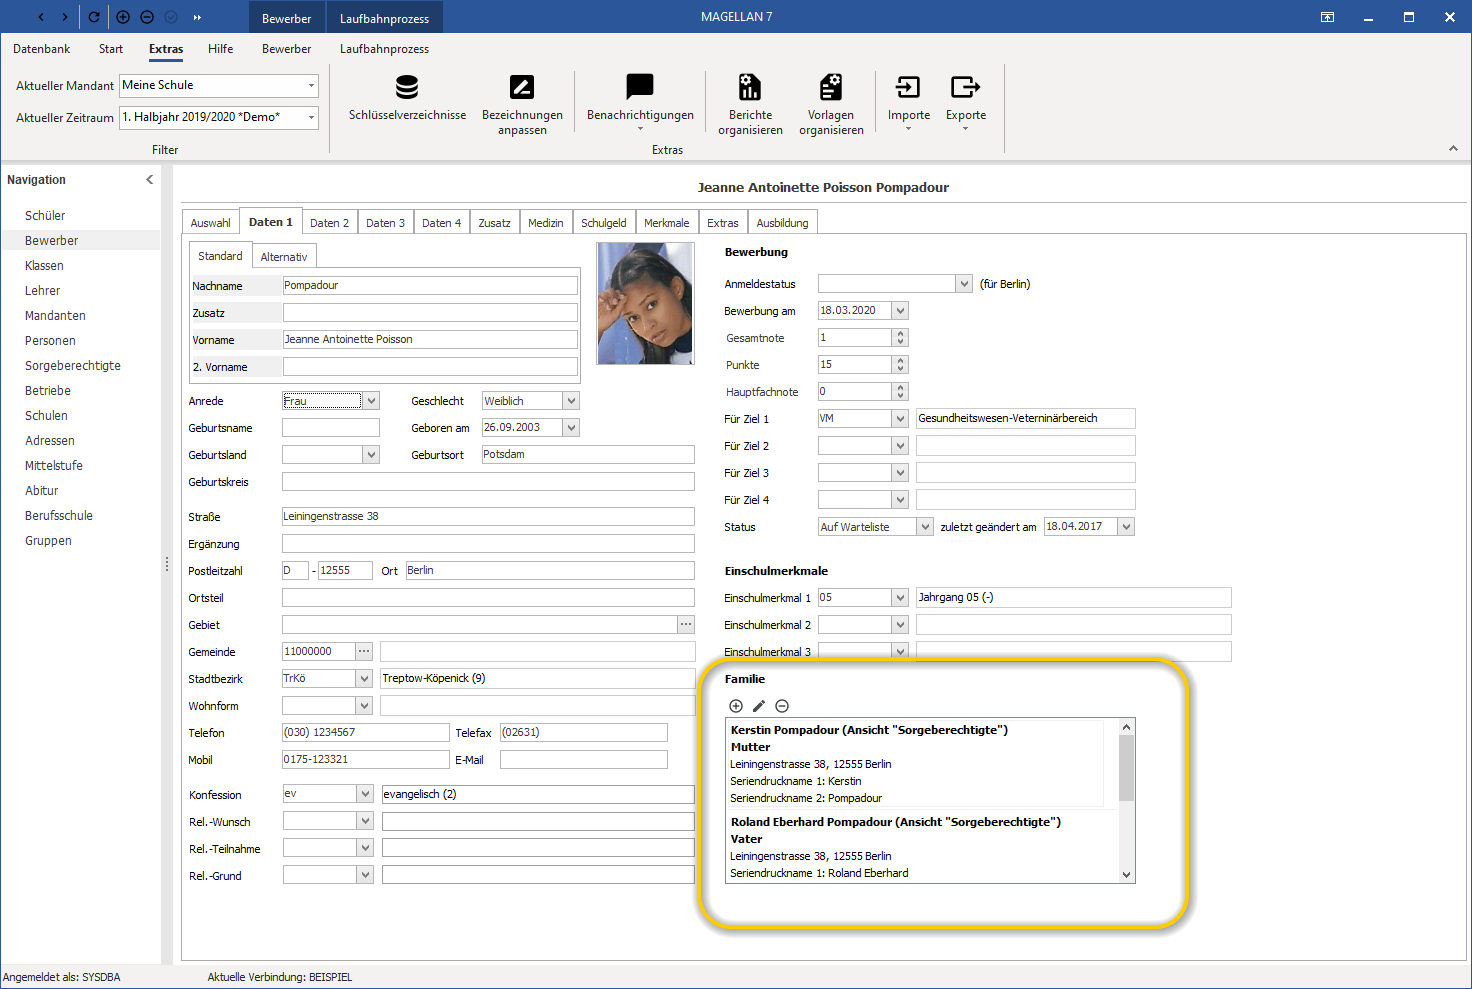 Bewerber Laufbahnprozess MAGELLAN 7
Datenbank Start Extras Hilfe Bewerber Laufbahnprozess
Aktueller Mandant Meine Schule
Aktueller Zeitraum 1. Halbjahr 2019/2020 *Demo*
Filter
Schlüsselverzeichnisse
Bezeichnungen
anpassen
Benachrichtigungen
Berichte
organisieren
Vorlagen
organisieren
Importe
Exporte
Extras
Navigation
Schüler
Bewerber
Klassen
Lehrer
Mandanten
Personen
Sorgeberechtigte
Betriebe
Schulen
Adressen
Mittelstufe
Abitur
Berufsschule
Gruppen
Jeanne Antoinette Poisson Pompadour
Auswahl Daten 1 Daten 2 Daten 3 Daten 4 Zusatz Medizin Schulgeld Merkmale Extras Ausbildung
Standard Alternativ
Nachname Pompadour
Zusatz
Vorname Jeanne Antoinette Poisson
2. Vorname
Anrede Frau Geschlecht Weiblich
Geburtsname Geboren am 26.09.2003
Geburtsland Geburtsort Potsdam
Geburtskreis
Straße Leiningenstrasse 38
Ergänzung
Postleitzahl D - 12555 Ort Berlin
Ortsteil
Gebiet
Gemeinde 11000000
Stadtbezirk TrKö Treptow-Köpenick (9)
Wohnform
Telefon (030) 1234567 Telefax (02631)
Mobil 0175-123321 E-Mail
Konfession ev evangelisch (2)
Rel.-Wunsch
Rel.-Teilnahme
Rel.-Grund
Bewerbung
Anmeldestatus (für Berlin)
Bewerbung am 18.03.2020
Gesamtnote 1
Punkte 15
Hauptfachnote 0
Für Ziel 1 VM Gesundheitswesen-Veterninärbereich
Für Ziel 2
Für Ziel 3
Für Ziel 4
Status Auf Warteliste zuletzt geändert am 18.04.2017
Einschulmerkmale
Einschulmerkmal 1 05 Jahrgang 05 (-)
Einschulmerkmal 2
Einschulmerkmal 3
Familie
Kerstin Pompadour (Ansicht "Sorgeberechtigte")
Mutter
Leiningenstrasse 38, 12555 Berlin
Seriendruckname 1: Kerstin
Seriendruckname 2: Pompadour
Roland Eberhard Pompadour (Ansicht "Sorgeberechtigte")
Vater
Leiningenstrasse 38, 12555 Berlin
Seriendruckname 1: Roland Eberhard
Angemeldet als: SYSDBA Aktuelle Verbindung: BEISPIEL